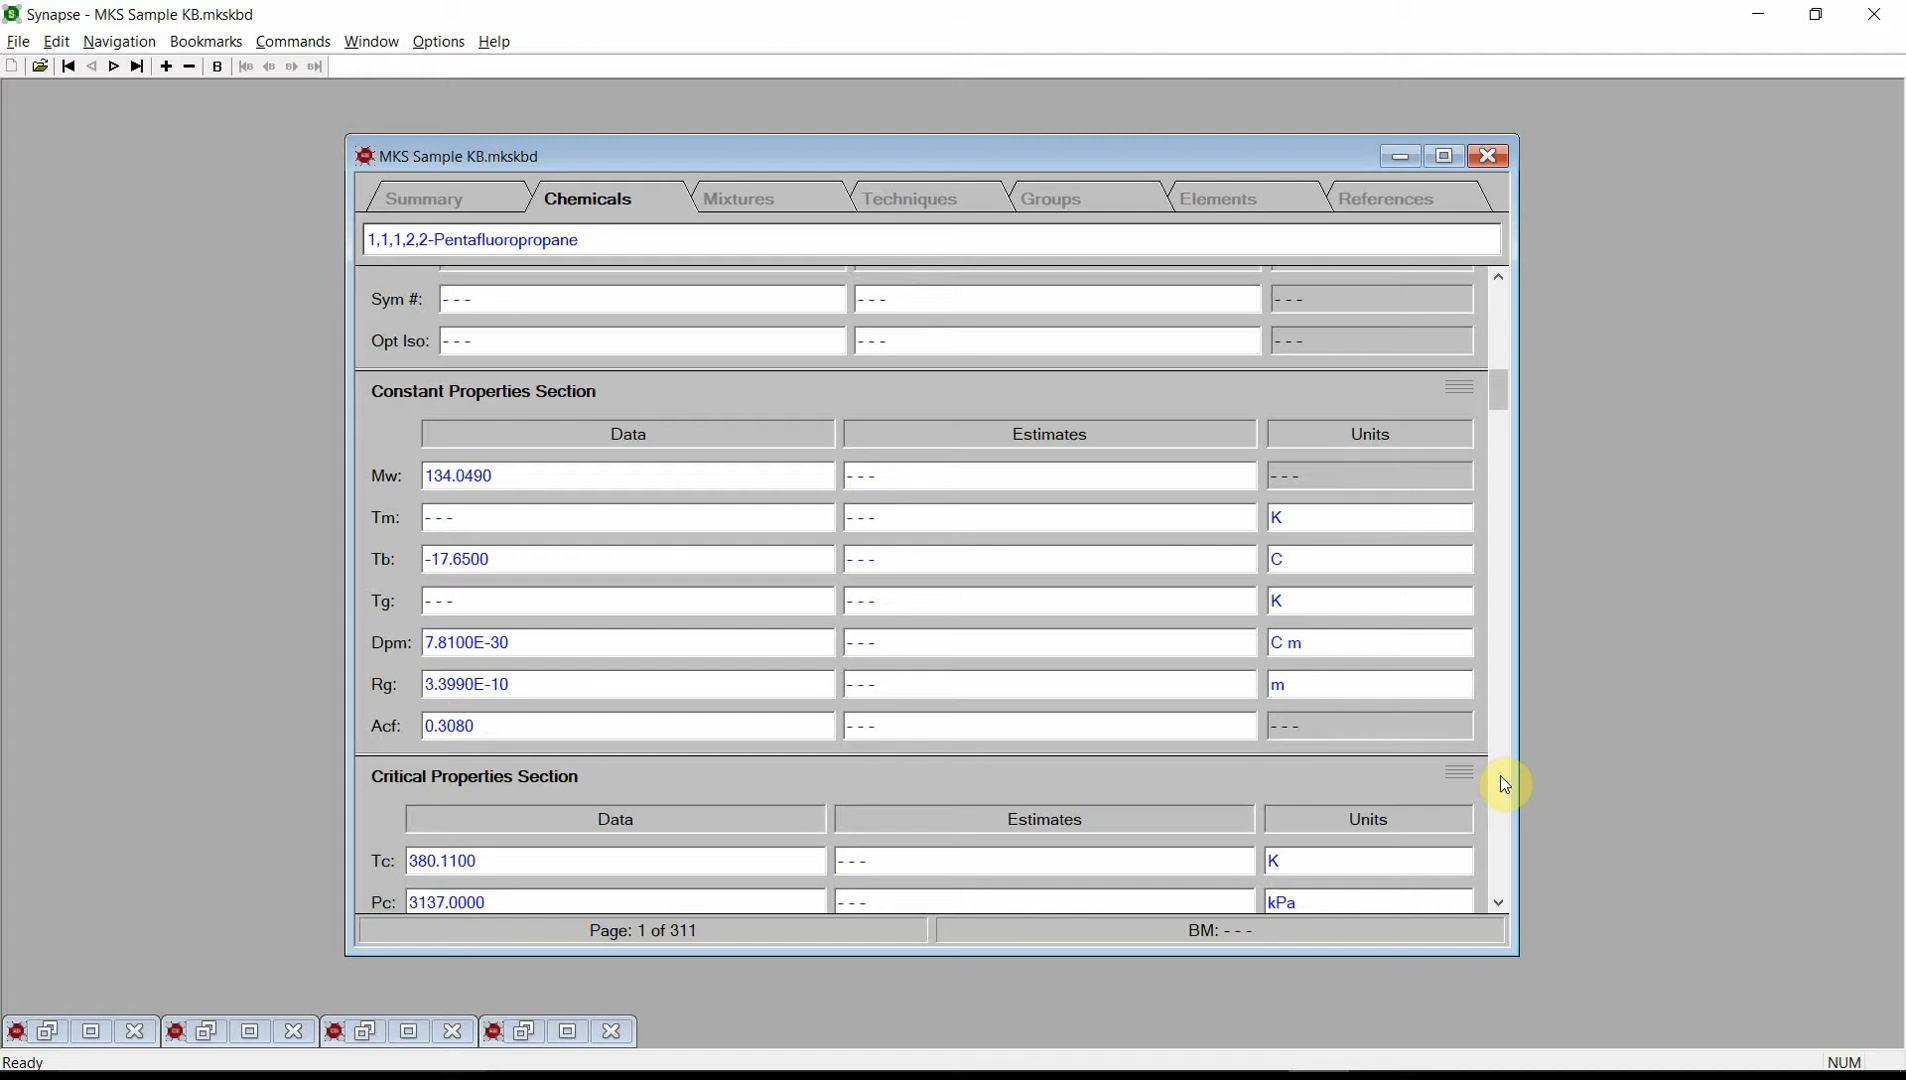 Synapse - MKS Sample KB.mkskbd
File Edit Navigation Bookmarks Commands Window Options Help
B B B B B
MKS Sample KB.mkskbd
Summary Chemicals Mixtures Techniques Groups Elements References
1,1,1,2,2-Pentafluoropropane
Sym #: - - - - - - - - -
Opt Iso: - - - - - - - - -
Constant Properties Section
Data Estimates Units
Mw: 134.0490 - - - - - -
Tm: - - - - - - K
Tb: -17.6500 - - - C
Tg: - - - - - - K
Dpm: 7.8100E-30 - - - C m
Rg: 3.3990E-10 - - - m
Acf: 0.3080 - - - - - -
Critical Properties Section
Data Estimates Units
Tc: 380.1100 - - - K
Pc: 3137.0000 - - - kPa
Page: 1 of 311 BM: - - -
Ready NUM